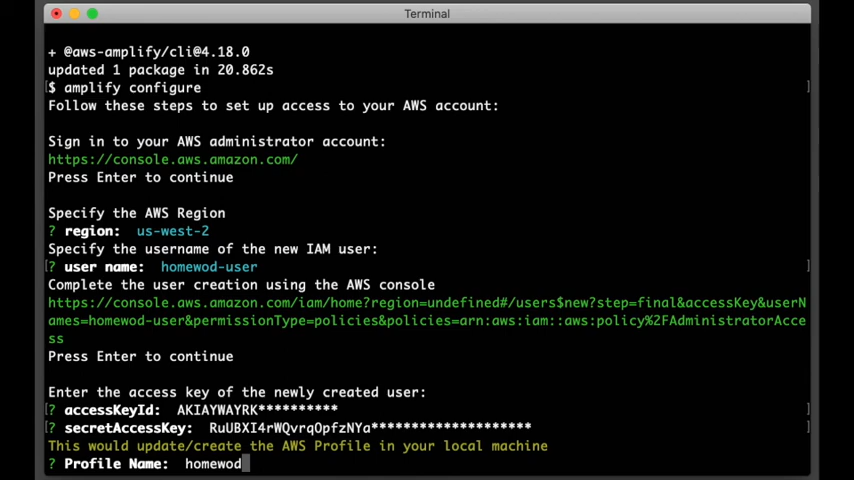 Terminal
+ @aws-amplify/cli@4.18.0
updated 1 package in 20.862s
[$ amplify configure ]
Follow these steps to set up access to your AWS account:
Sign in to your AWS administrator account:
https://console.aws.amazon.com/
Press Enter to continue
Specify the AWS Region
? region:  us-west-2
Specify the username of the new IAM user:
[? user name:  homewod-user ]
Complete the user creation using the AWS console
https://console.aws.amazon.com/iam/home?region=undefined#/users$new?step=final&accessKey&userN
ames=homewod-user&permissionType=policies&policies=arn:aws:iam::aws:policy%2FAdministratorAcce
ss
Press Enter to continue
Enter the access key of the newly created user:
[? accessKeyId:  AKIAYWAYRK********** ]
[? secretAccessKey:  RuUBXI4rWQvrqOpfzNYa******************** ]
This would update/create the AWS Profile in your local machine
? Profile Name:  homewod